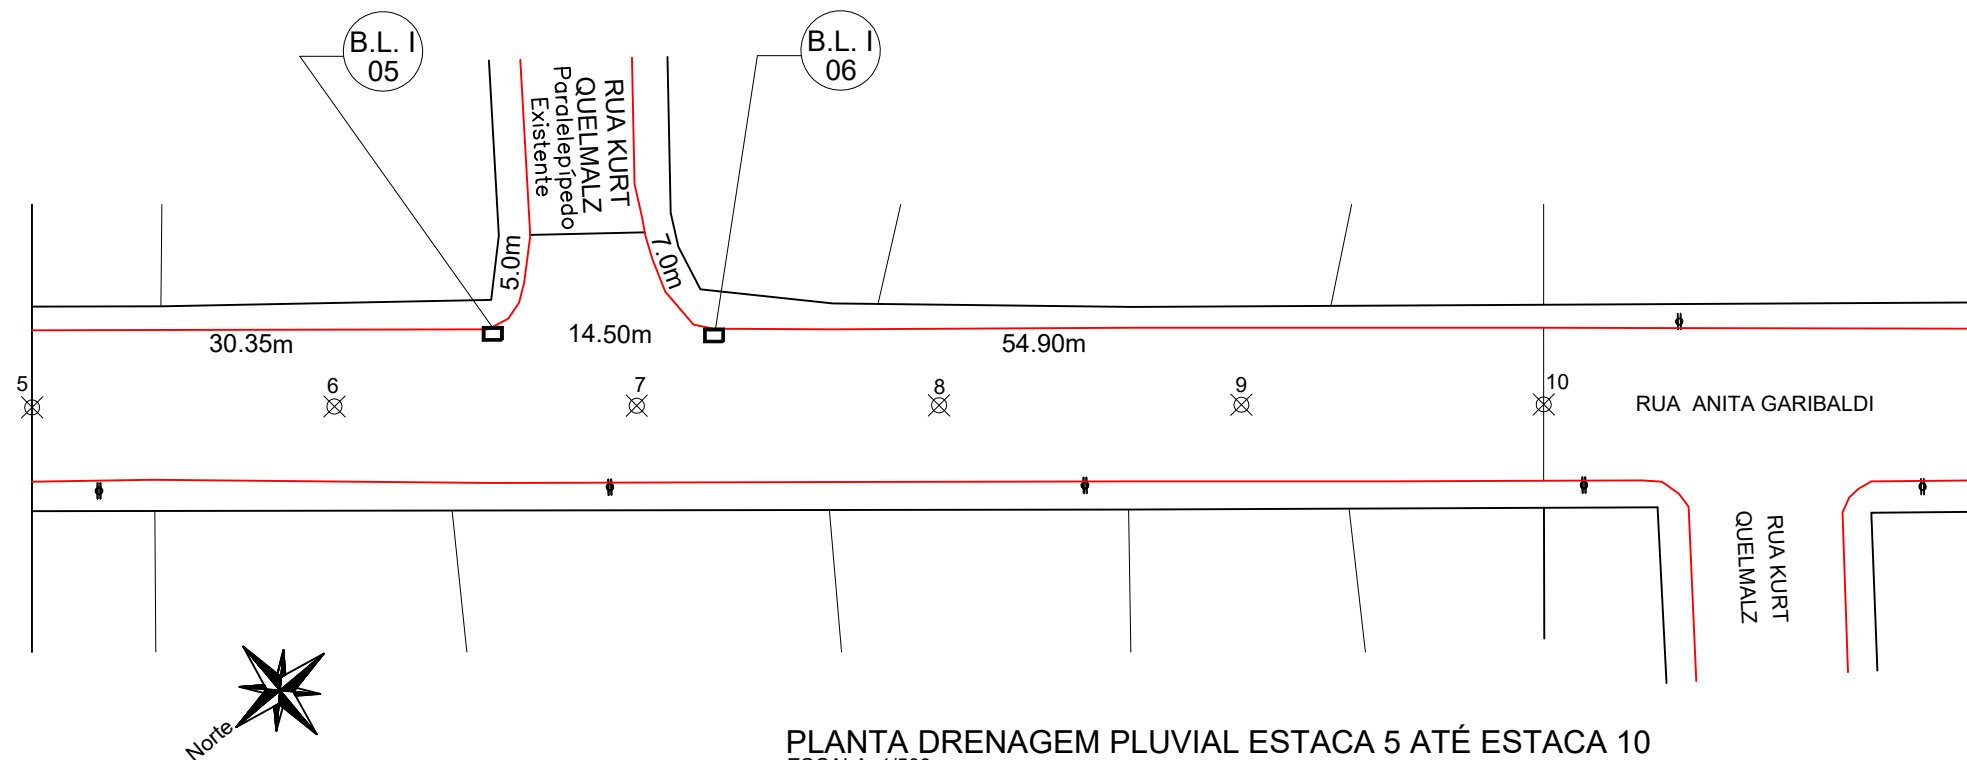 B.L. I
05
B.L. I
06
RUA KURT
QUELMALZ
Paralelepípedo
Existente
5.0m
7.0m
30.35m
14.50m
54.90m
5
6
7
8
9
10
RUA ANITA GARIBALDI
RUA KURT
QUELMALZ
Norte
PLANTA DRENAGEM PLUVIAL ESTACA 5 ATÉ ESTACA 10